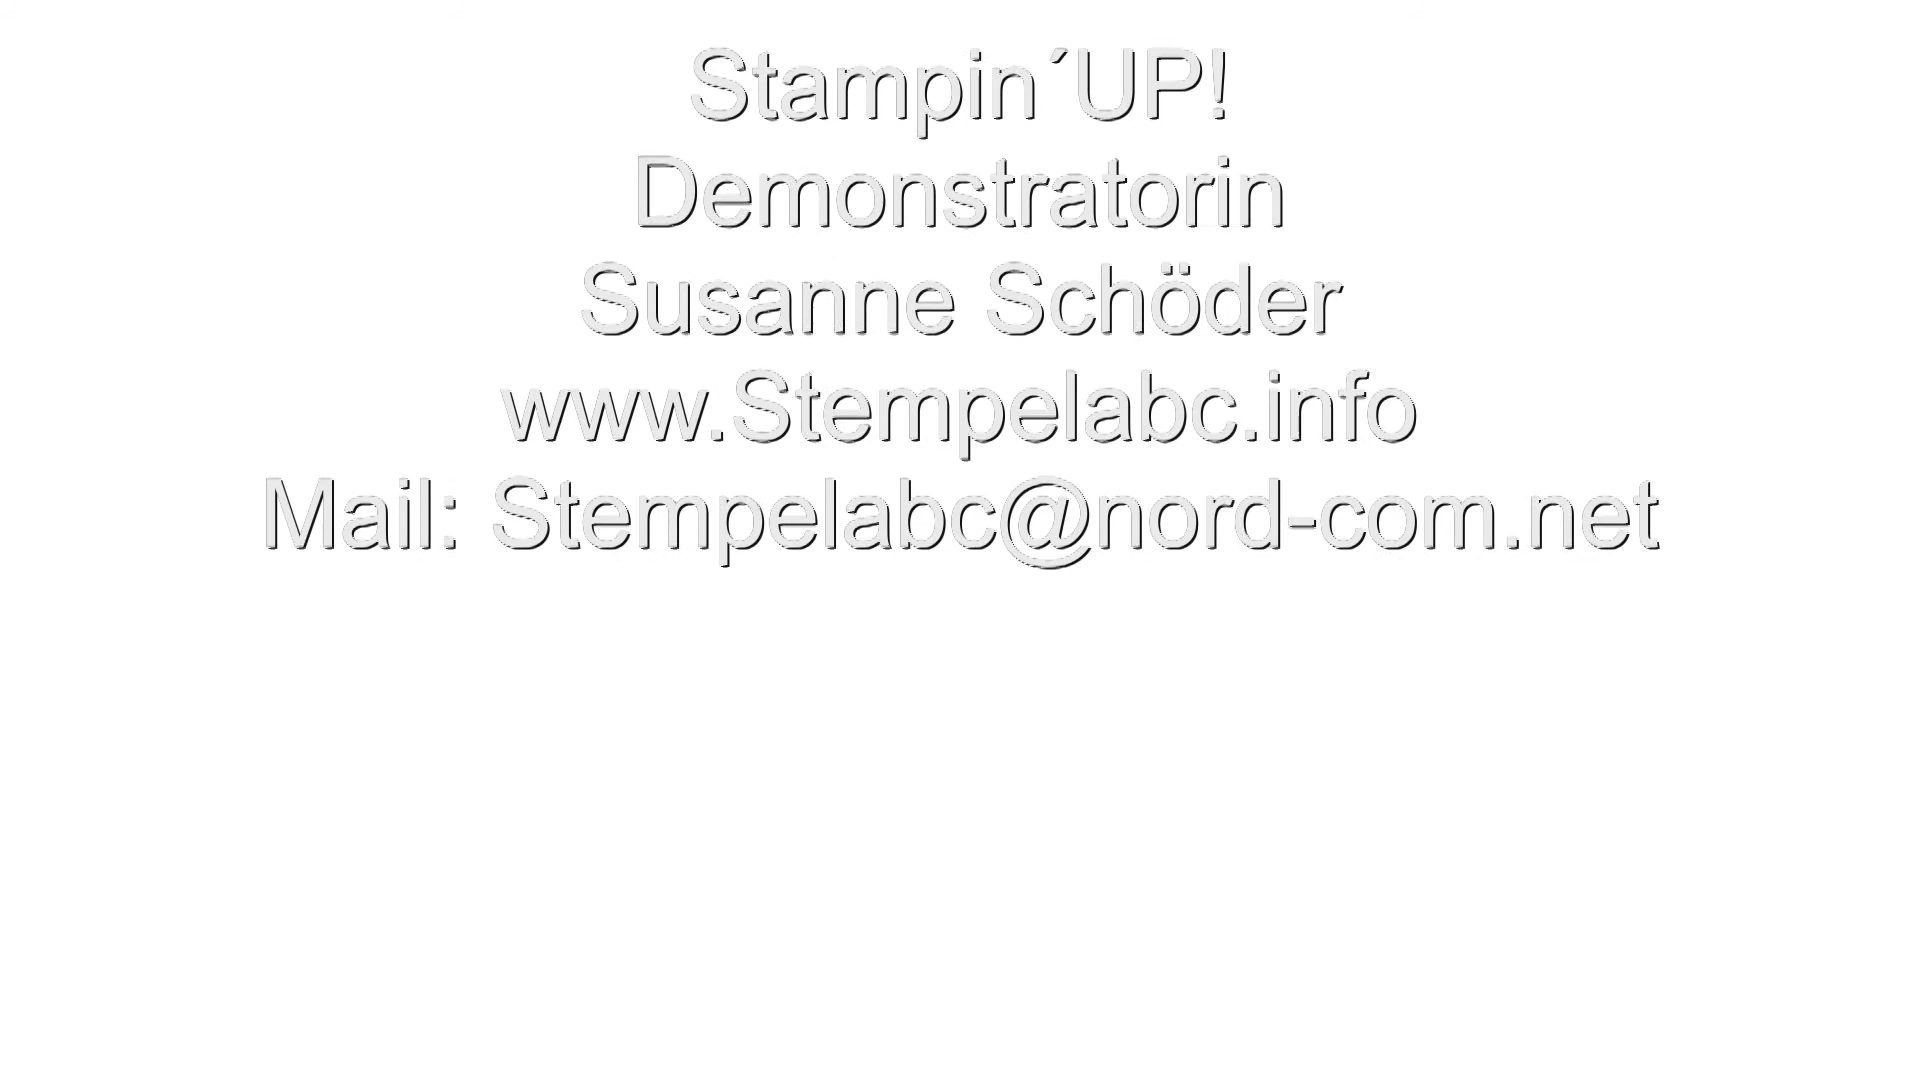 Stampin´UP!
Demonstratorin
Susanne Schöder
www.Stempelabc.info
Mail: Stempelabc@nord-com.net